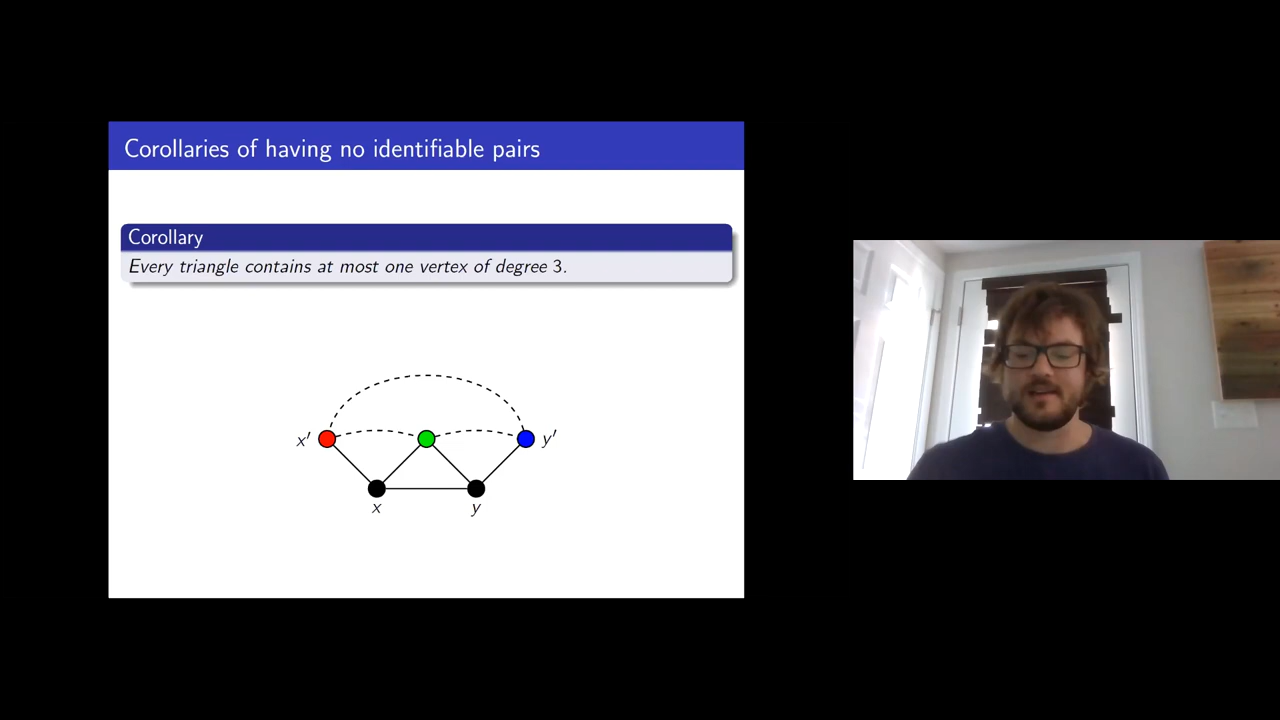 Corollaries of having no identifiable pairs
Corollary
Every triangle contains at most one vertex of degree 3.
x′
y′
x
y